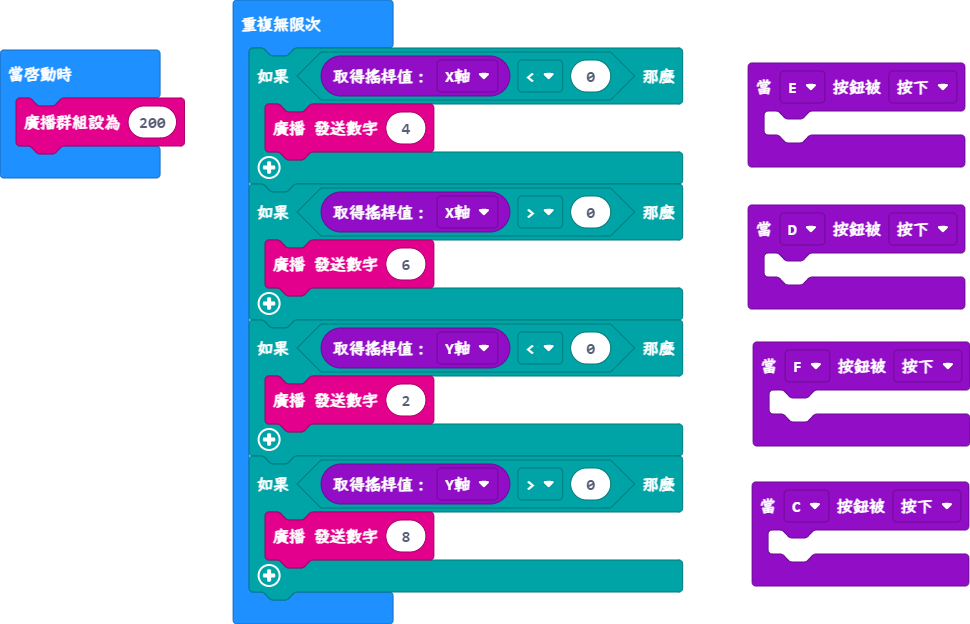 當啓動時
廣播群組設為 200
重複無限次
如果 取得搖桿值： X軸 < 0 那麼
廣播 發送數字 4
如果 取得搖桿值： X軸 > 0 那麼
廣播 發送數字 6
如果 取得搖桿值： Y軸 < 0 那麼
廣播 發送數字 2
如果 取得搖桿值： Y軸 > 0 那麼
廣播 發送數字 8
當 E 按鈕被 按下
當 D 按鈕被 按下
當 F 按鈕被 按下
當 C 按鈕被 按下